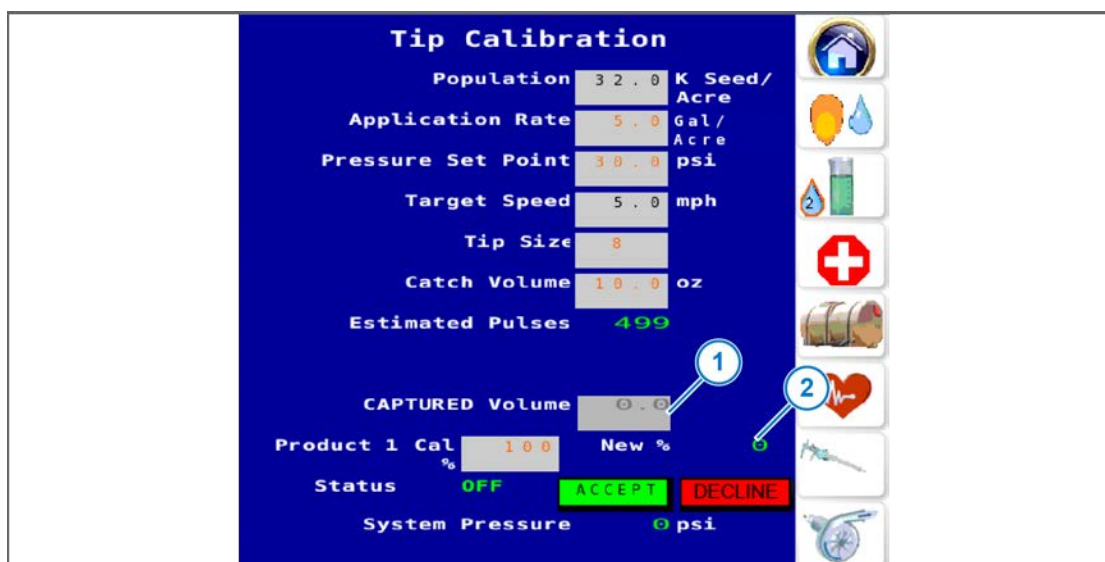 Tip Calibration
Population 32.0 K Seed/
Acre
Application Rate 5.0 Gal/
Acre
Pressure Set Point 30.0 psi
Target Speed 5.0 mph
Tip Size 8
Catch Volume 10.0 oz
Estimated Pulses 499
1
2
CAPTURED Volume 0.0
Product 1 Cal 100 New % 0
%
Status OFF ACCEPT DECLINE
System Pressure 0 psi
2